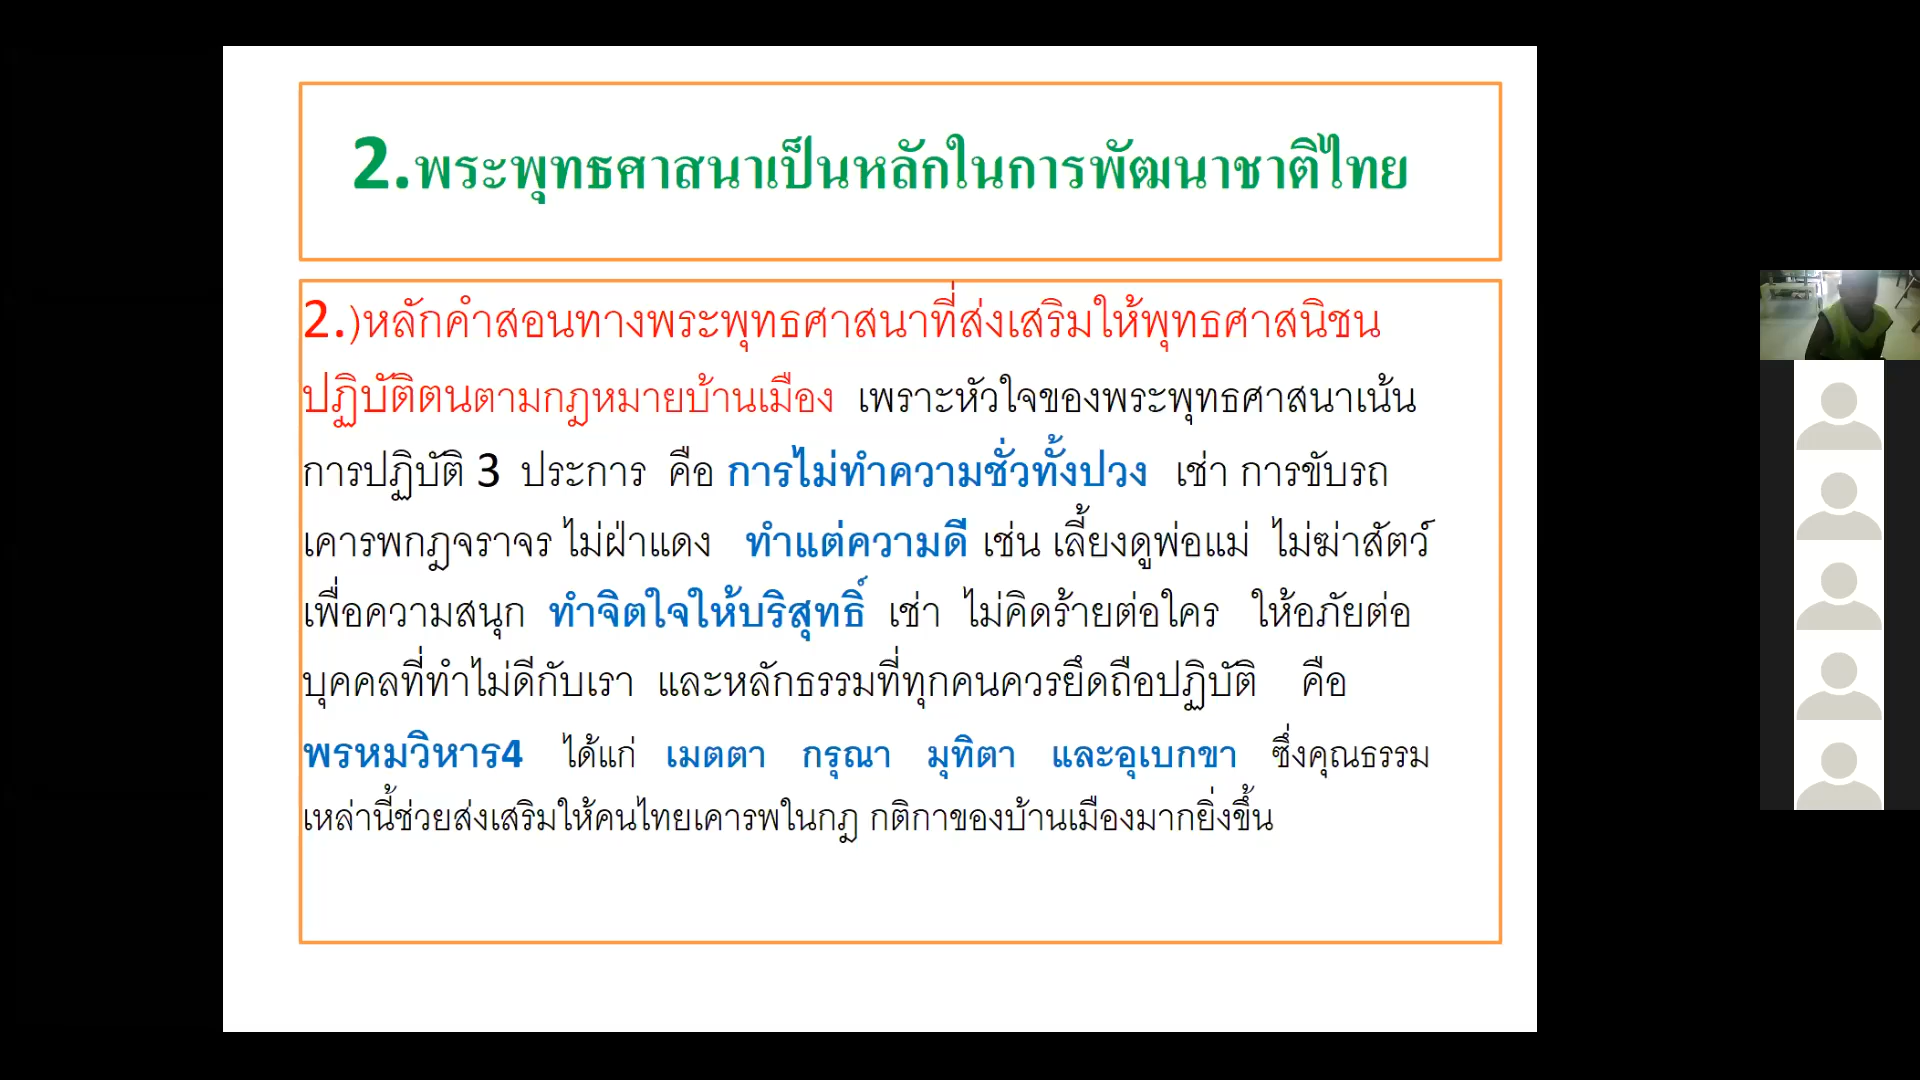 2.พระพุทธศาสนาเป็นหลักในการพัฒนาชาติไทย
2.)หลักคำสอนทางพระพุทธศาสนาที่ส่งเสริมให้พุทธศาสนิชน
ปฏิบัติตนตามกฎหมายบ้านเมือง เพราะหัวใจของพระพุทธศาสนาเน้น
การปฏิบัติ 3 ประการ คือ การไม่ทำความชั่วทั้งปวง เช่า การขับรถ
เคารพกฎจราจร ไม่ฝ่าแดง ทำแต่ความดี เช่น เลี้ยงดูพ่อแม่ ไม่ฆ่าสัตว์
เพื่อความสนุก ทำจิตใจให้บริสุทธิ์ เช่า ไม่คิดร้ายต่อใคร ให้อภัยต่อ
บุคคลที่ทำไม่ดีกับเรา และหลักธรรมที่ทุกคนควรยึดถือปฏิบัติ คือ
พรหมวิหาร4 ได้แก่ เมตตา กรุณา มุทิตา และอุเบกขา ซึ่งคุณธรรม
เหล่านี้ช่วยส่งเสริมให้คนไทยเคารพในกฎ กติกาของบ้านเมืองมากยิ่งขึ้น